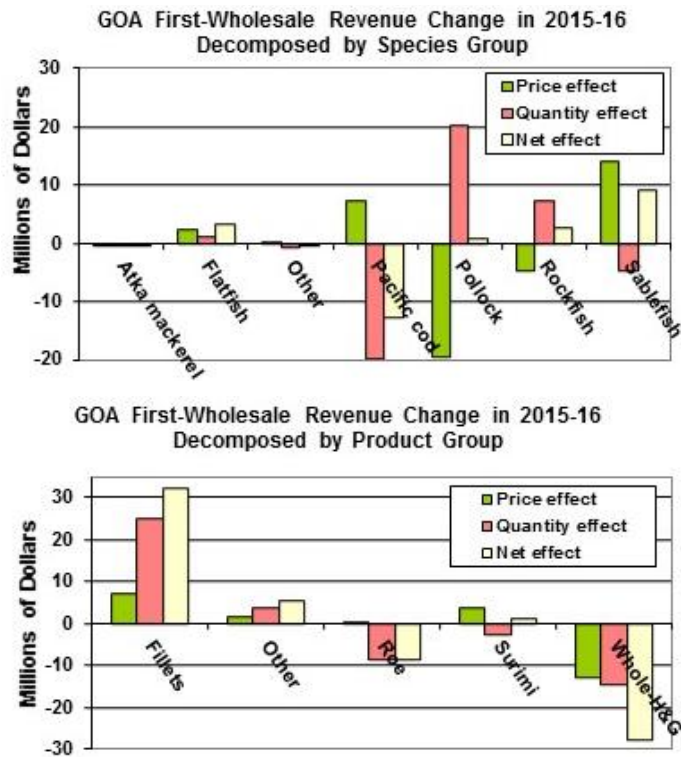 GOA First-Wholesale Revenue Change in 2015-16
Decomposed by Species Group
30
20
10
0
-10
-20
Millions of Dollars
Price effect
Quantity effect
Net effect
Atka mackerel
Flatfish
Other
Pacific cod
Pollock
Rockfish
Sablefish
GOA First-Wholesale Revenue Change in 2015-16
Decomposed by Product Group
30
20
10
0
-10
-20
-30
Millions of Dollars
Price effect
Quantity effect
Net effect
Fillets
Other
Roe
Surimi
Whole-H&G